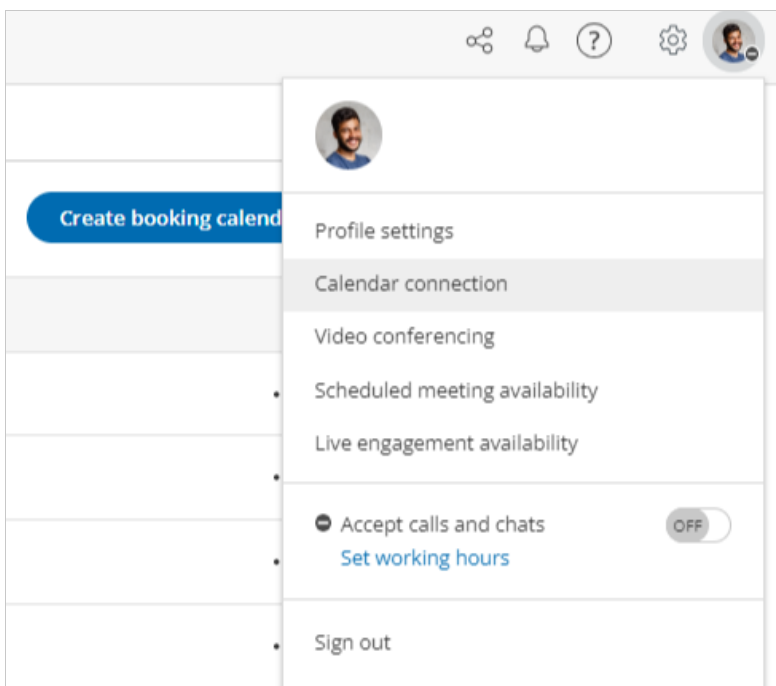 ?
Create booking calend
Profile settings
Calendar connection
Video conferencing
Scheduled meeting availability
Live engagement availability
Accept calls and chats
OFF
Set working hours
Sign out